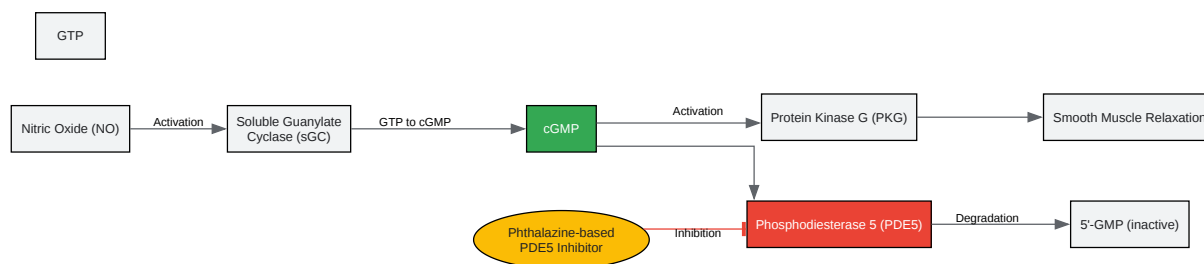 GTP
Nitric Oxide (NO)
Activation
Soluble Guanylate
Cyclase (sGC)
GTP to cGMP
cGMP
Activation
Protein Kinase G (PKG)
Smooth Muscle Relaxation
Phthalazine-based
PDE5 Inhibitor
Inhibition
Phosphodiesterase 5 (PDE5)
Degradation
5'-GMP (inactive)